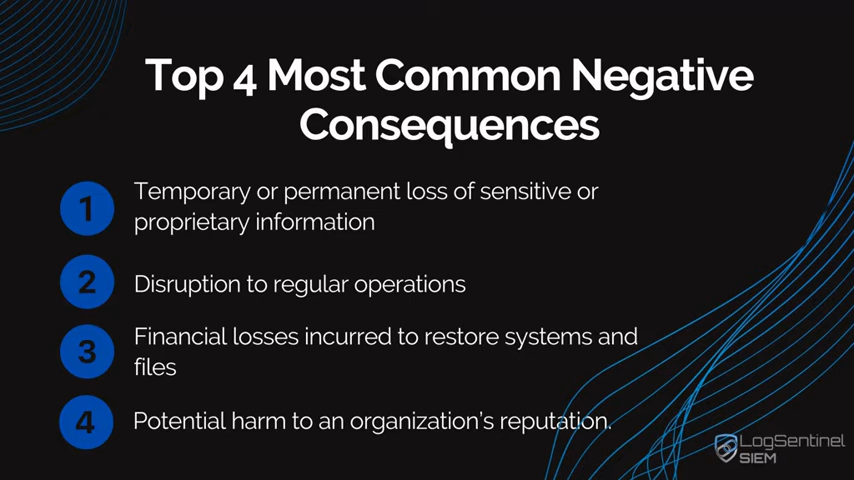 Top 4 Most Common Negative
Consequences
1
Temporary or permanent loss of sensitive or
proprietary information
2
Disruption to regular operations
3
Financial losses incurred to restore systems and
files
4
Potential harm to an organization's reputation.
LogSentinel
SIEM